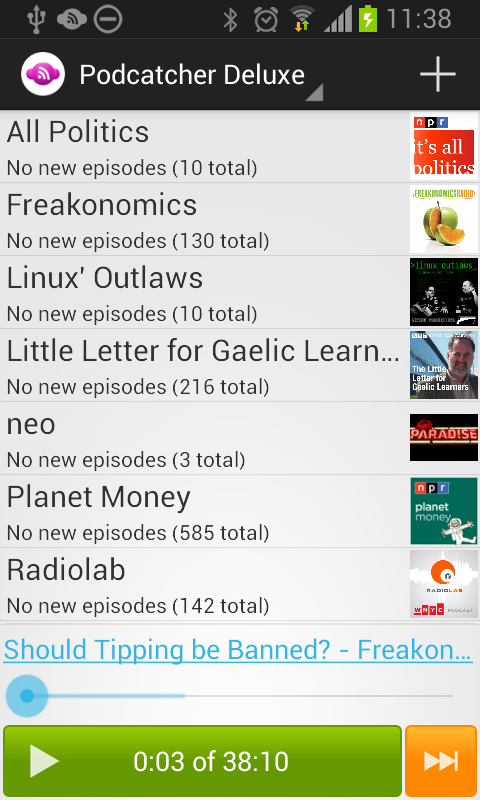 11:38
Podcatcher Deluxe
All Politics
No new episodes (10 total)
npr
it's all
politics
Freakonomics
No new episodes (130 total)
FREAKONOMICSRADIO
Linux' Outlaws
No new episodes (10 total)
>linux outlaws_
Little Letter for Gaelic Learn...
No new episodes (216 total)
The Little
Letter for
Gaelic Learners
neo
No new episodes (3 total)
PARADISE
Planet Money
No new episodes (585 total)
npr
planet
money
Radiolab
No new episodes (142 total)
RADIOLAB
WNYC PODCAST
Should Tipping be Banned? - Freakon...
0:03 of 38:10